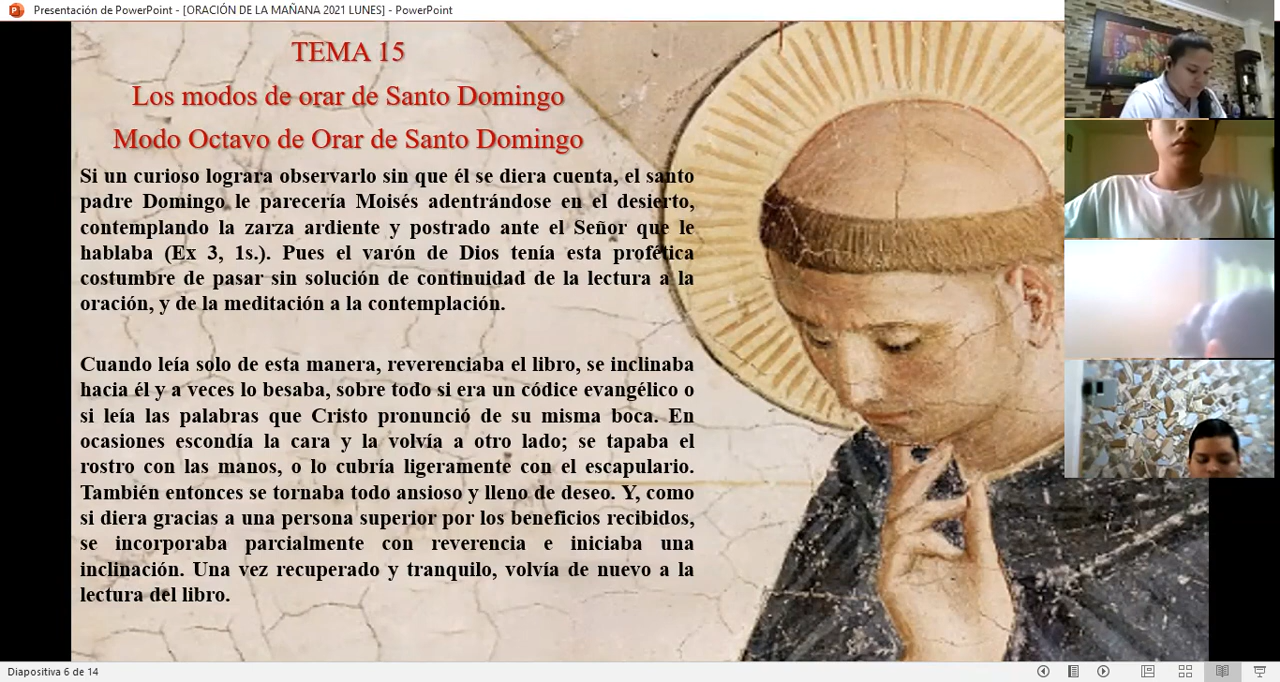 Presentación de PowerPoint - [ORACIÓN DE LA MAÑANA 2021 LUNES] - PowerPoint
TEMA 15
Los modos de orar de Santo Domingo
Modo Octavo de Orar de Santo Domingo
Si un curioso lograra observarlo sin que él se diera cuenta, el santo
padre Domingo le parecería Moisés adentrándose en el desierto,
contemplando la zarza ardiente y postrado ante el Señor que le
hablaba (Ex 3, 1s.). Pues el varón de Dios tenía esta profética
costumbre de pasar sin solución de continuidad de la lectura a la
oración, y de la meditación a la contemplación.
Cuando leía solo de esta manera, reverenciaba el libro, se inclinaba
hacia él y a veces lo besaba, sobre todo si era un códice evangélico o
si leía las palabras que Cristo pronunció de su misma boca. En
ocasiones escondía la cara y la volvía a otro lado; se tapaba el
rostro con las manos, o lo cubría ligeramente con el escapulario.
También entonces se tornaba todo ansioso y lleno de deseo. Y, como
si diera gracias a una persona superior por los beneficios recibidos,
se incorporaba parcialmente con reverencia e iniciaba una
inclinación. Una vez recuperado y tranquilo, volvía de nuevo a la
lectura del libro.
Diapositiva 6 de 14